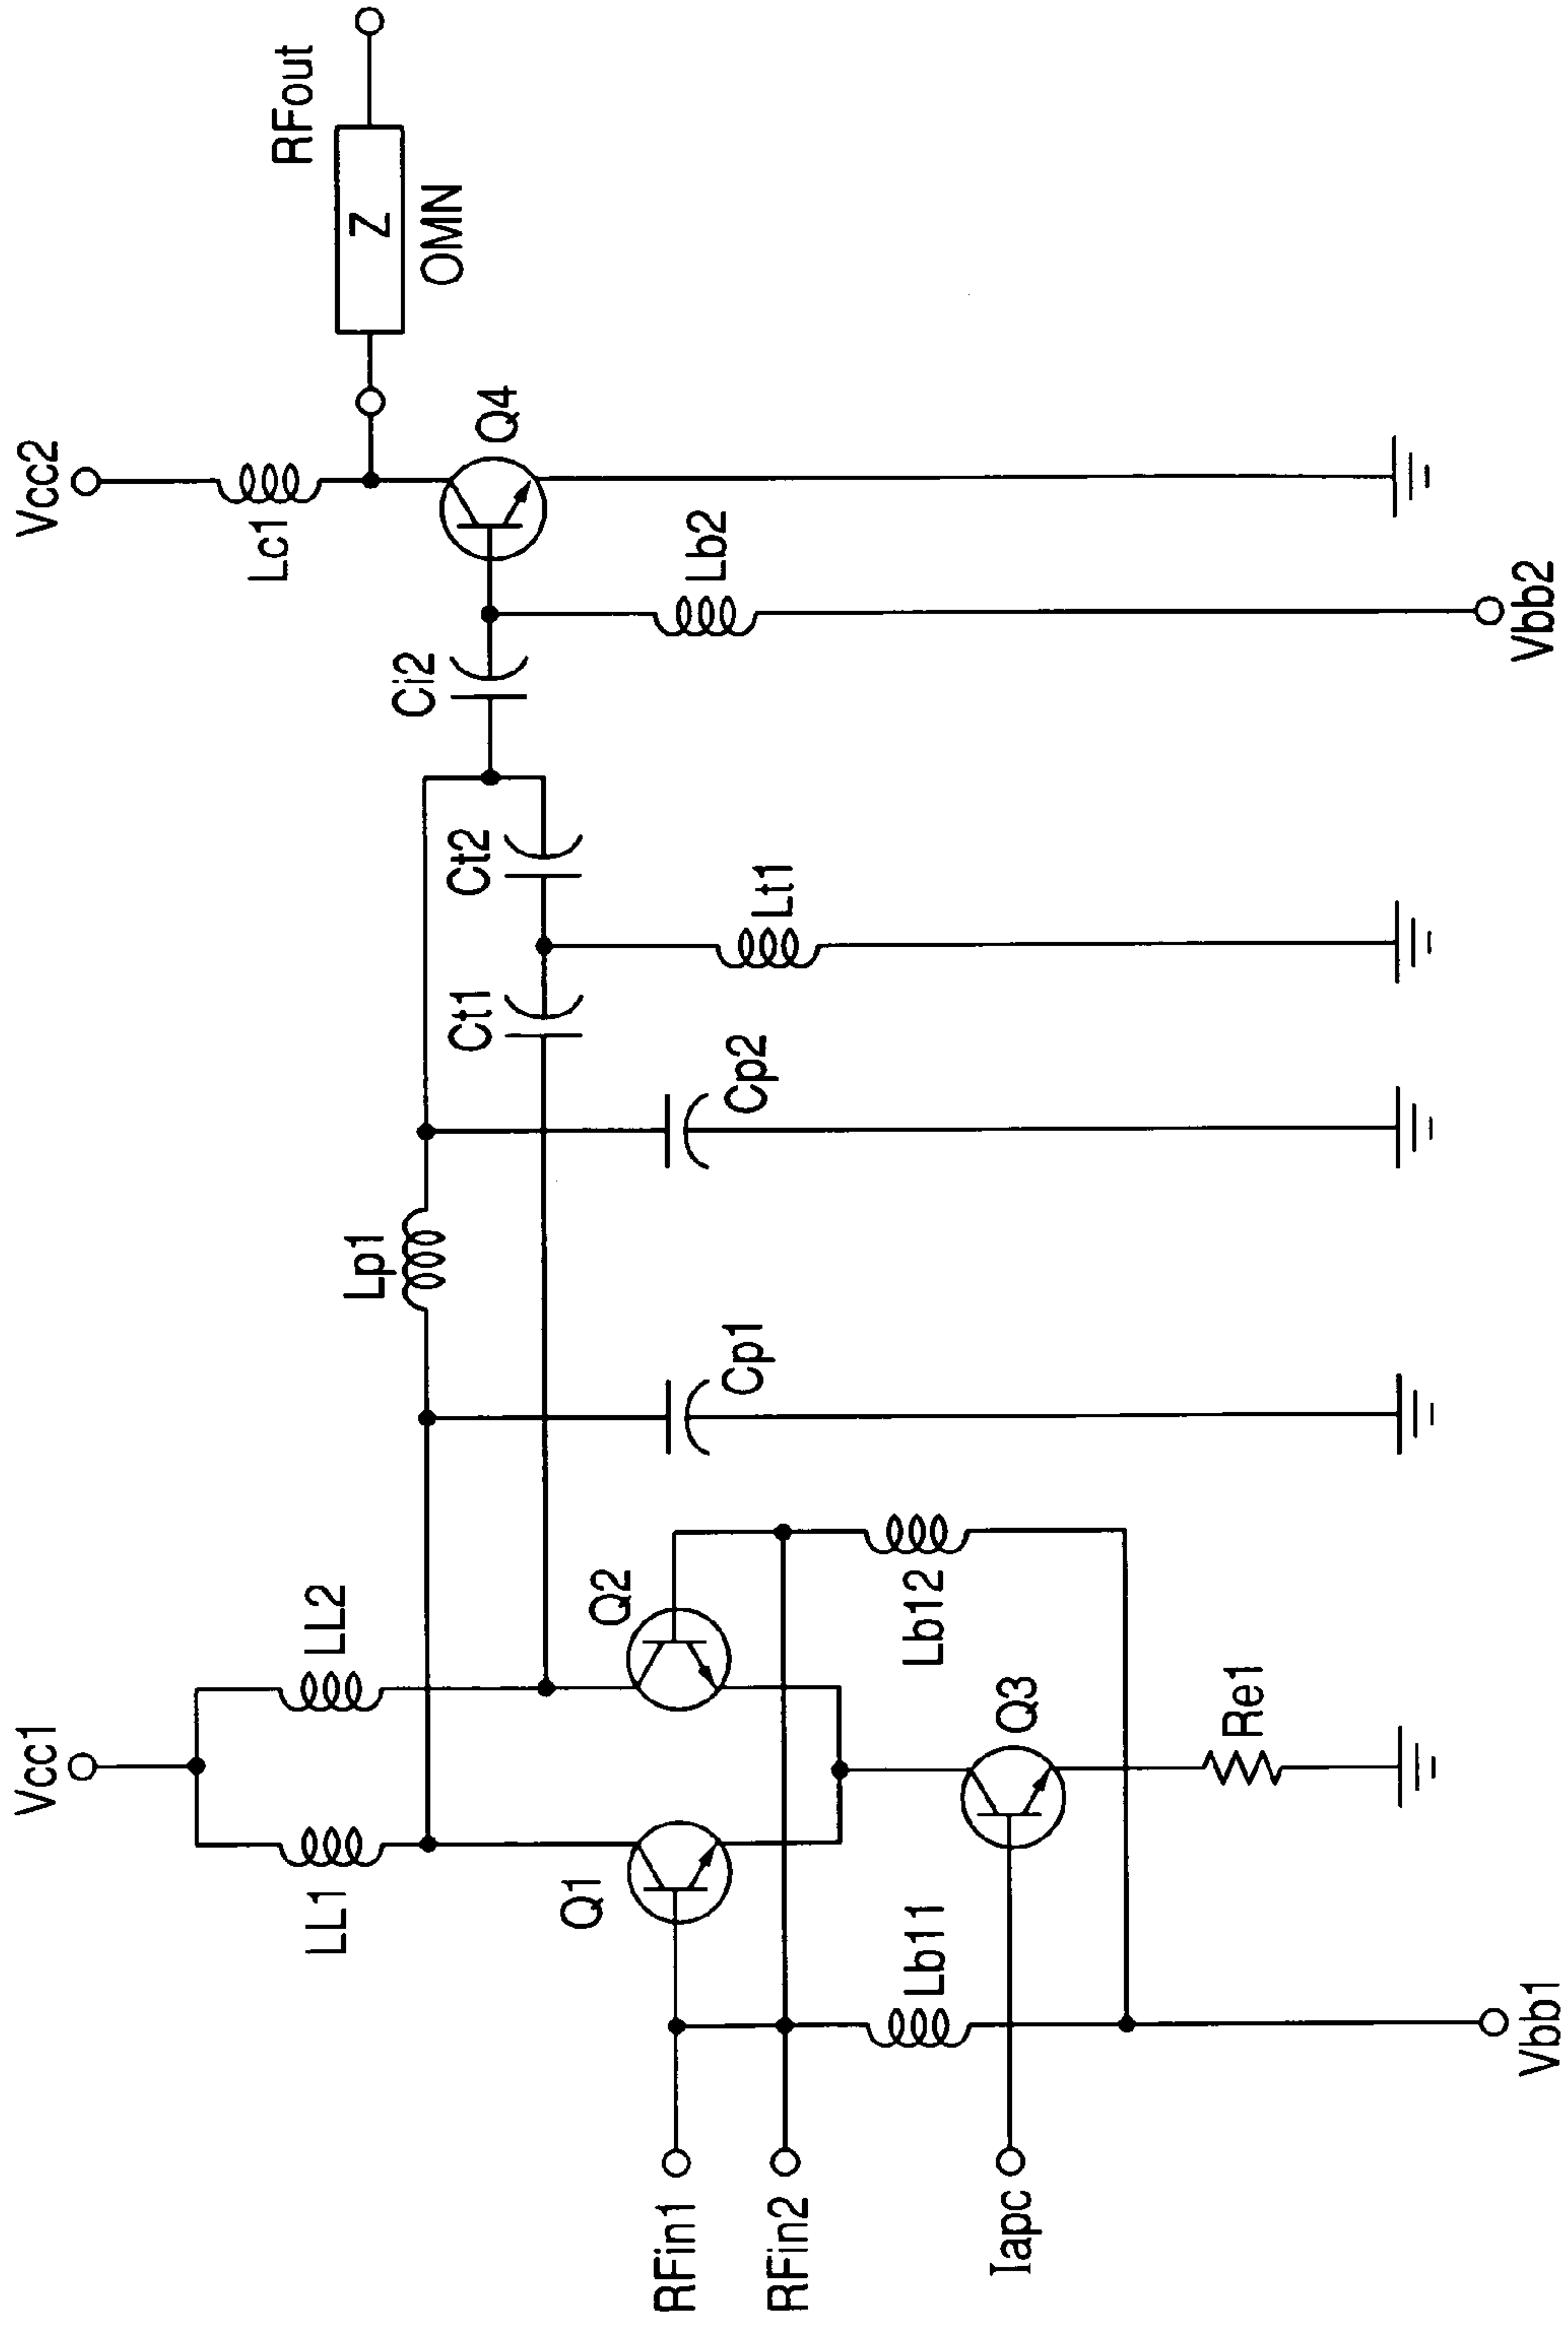 Vcc1
Vcc2
LL1
LL2
Lp1
Lc1
RFout
Z
OMN
Ci2
Q4
Ct1
Ct2
Q1
Q2
Cp1
Cp2
Lt1
Lb2
RFin1
RFin2
Lb11
Lb12
Iapc
Q3
Re1
Vbb1
Vbb2